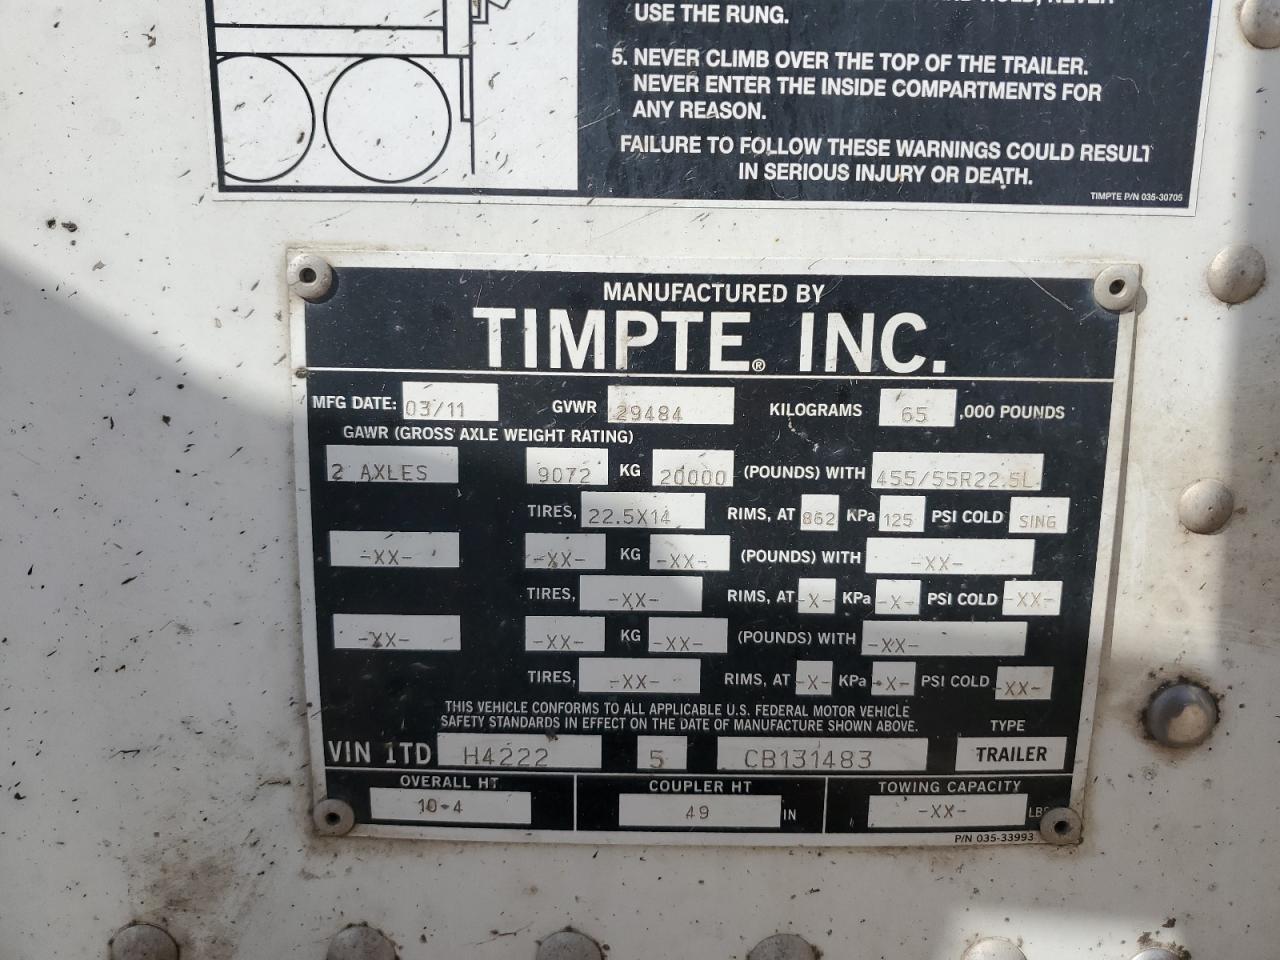 USE THE RUNG.
5. NEVER CLIMB OVER THE TOP OF THE TRAILER.
NEVER ENTER THE INSIDE COMPARTMENTS FOR
ANY REASON.
FAILURE TO FOLLOW THESE WARNINGS COULD RESULT
IN SERIOUS INJURY OR DEATH.
TIMPTE P/N 035-30705
MANUFACTURED BY
TIMPTE® INC.
MFG DATE: 03/11 GVWR 29484 KILOGRAMS 65 ,000 POUNDS
GAWR (GROSS AXLE WEIGHT RATING)
2 AXLES 9072 KG 20000 (POUNDS) WITH 455/55R22.5L
TIRES, 22.5X14 RIMS, AT 862 KPa 125 PSI COLD SING
-XX- -XX- KG -XX- (POUNDS) WITH -XX-
TIRES, -XX- RIMS, AT -X- KPa -X- PSI COLD -XX-
-XX- -XX- KG -XX- (POUNDS) WITH -XX-
TIRES, -XX- RIMS, AT -X- KPa -X- PSI COLD -XX-
THIS VEHICLE CONFORMS TO ALL APPLICABLE U.S. FEDERAL MOTOR VEHICLE
SAFETY STANDARDS IN EFFECT ON THE DATE OF MANUFACTURE SHOWN ABOVE.
TYPE
VIN 1TD H4222 5 CB131483 TRAILER
OVERALL HT COUPLER HT TOWING CAPACITY
10-4 49 IN -XX- LBS
P/N 035-33993